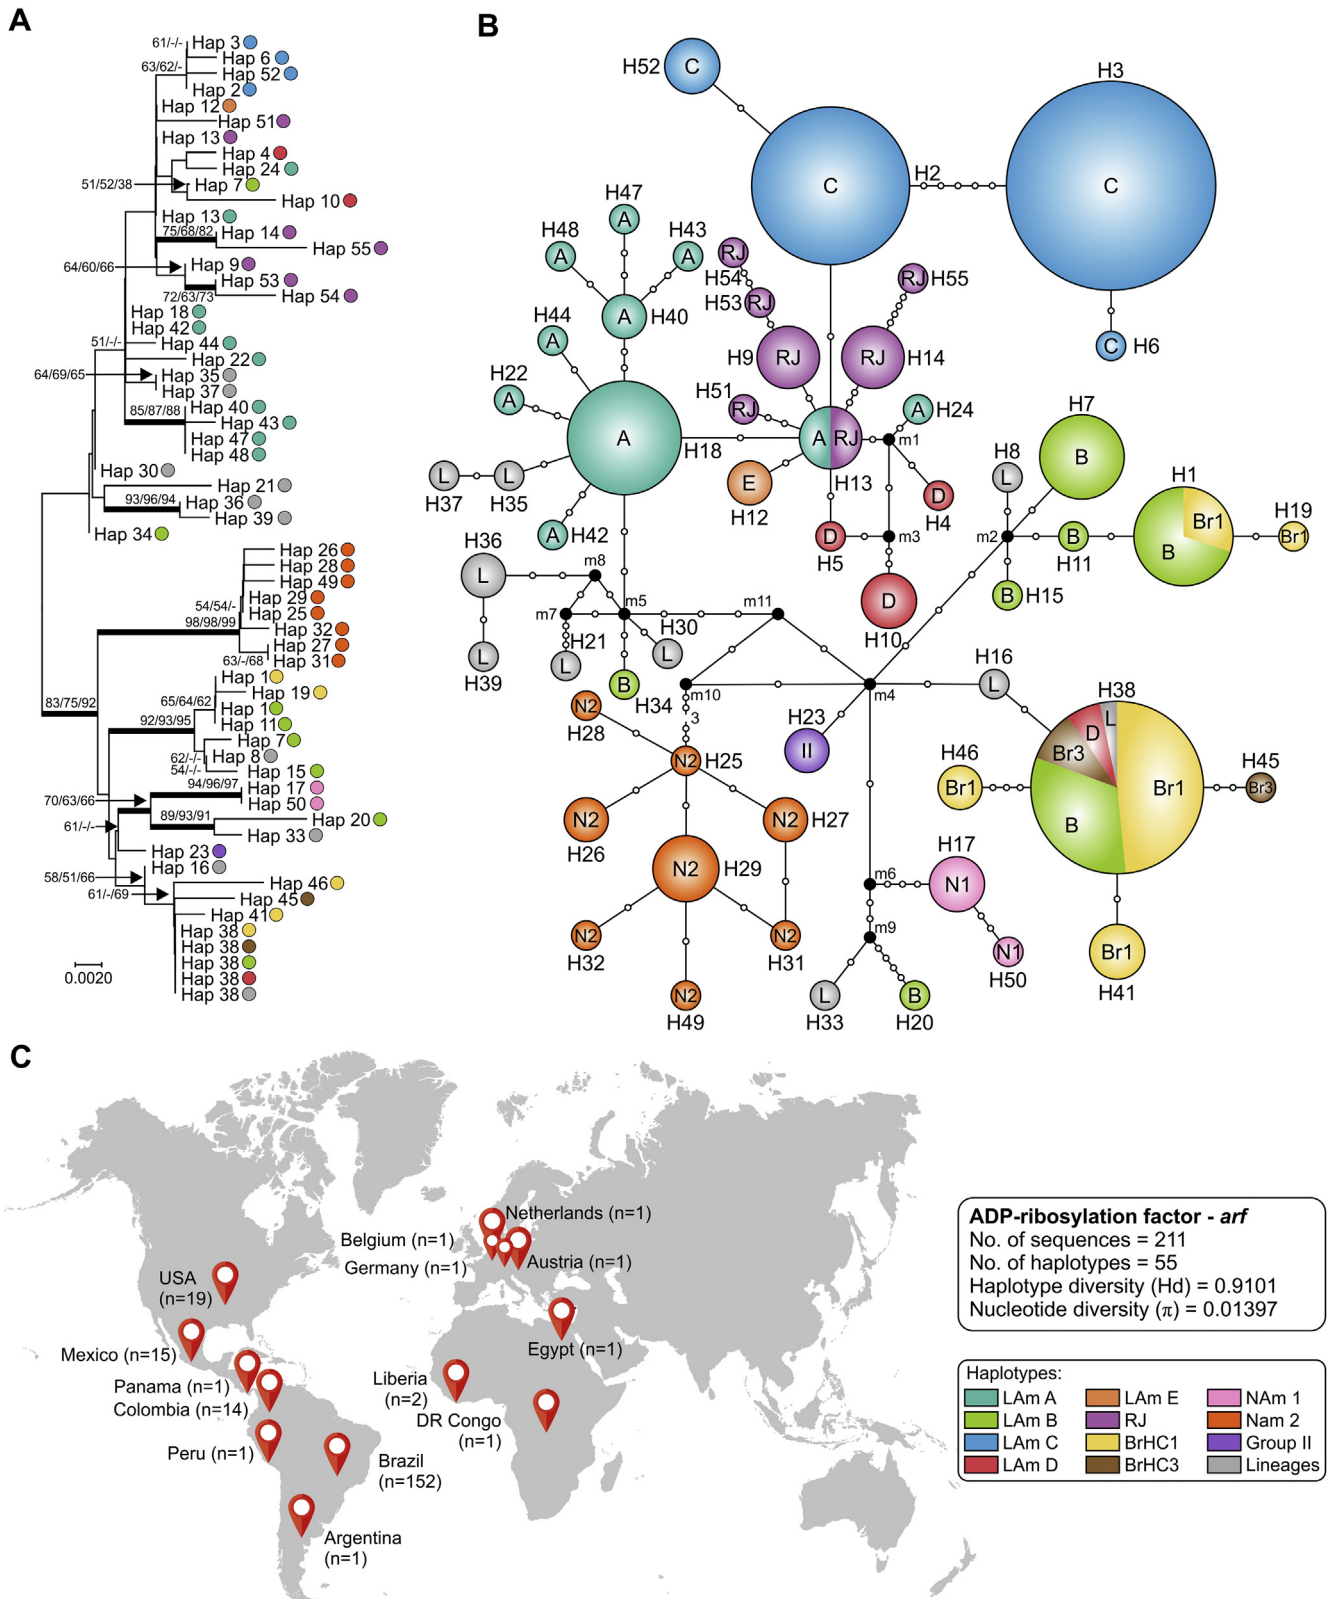 A
61/-/-
Hap 3
Hap 6
63/62/-
Hap 52
Hap 2
Hap 12
Hap 51
Hap 13
Hap 4
Hap 24
51/52/38
Hap 7
Hap 10
Hap 13
75/68/82
Hap 14
Hap 55
64/60/66
Hap 9
Hap 53
72/63/73
Hap 54
Hap 18
Hap 42
51/-/-
Hap 44
Hap 22
64/69/65
Hap 35
Hap 37
85/87/88
Hap 40
Hap 43
Hap 47
Hap 48
Hap 30
Hap 21
93/96/94
Hap 36
Hap 39
Hap 34
Hap 26
Hap 28
Hap 49
54/54/-
Hap 29
Hap 25
98/98/99
Hap 32
Hap 27
63/-/68
Hap 31
83/75/92
Hap 1
65/64/62
Hap 19
Hap 1
92/93/95
Hap 11
Hap 7
62/-/-
Hap 8
54/-/-
Hap 15
94/96/97
Hap 17
70/63/66
Hap 50
89/93/91
Hap 20
61/-/-
Hap 33
Hap 23
Hap 16
58/51/66
61/-/69
Hap 46
Hap 45
Hap 41
Hap 38
Hap 38
Hap 38
Hap 38
Hap 38
0.0020
B
H52
C
H3
C
H2
C
C
H6
H47
A
H48
A
H43
A
A
H40
RJ
H54
RJ
H55
H53
RJ
H44
A
H9
RJ
RJ
H14
H22
A
H51
RJ
A
H24
H7
B
A
H18
A
RJ
m1
H8
L
L
H37
L
H35
E
H12
H13
D
H4
H1
Br1
B
H19
Br1
A
H42
D
H5
m3
m2
B
H11
H36
L
m8
D
H10
B
H15
m7
m5
m11
H21
L
H30
L
L
H39
B
H34
m10
m4
H16
L
H38
3
N2
H28
H23
II
L
D
Br3
Br1
B
N2
H25
H46
Br1
H45
Br3
N2
H26
N2
H27
N2
H29
H17
N1
m6
N2
H32
N2
H31
m9
N1
H50
Br1
H41
N2
H49
L
H33
B
H20
C
Netherlands (n=1)
Belgium (n=1)
Germany (n=1)
Austria (n=1)
USA
(n=19)
Mexico (n=15)
Egypt (n=1)
Panama (n=1)
Colombia (n=14)
Liberia
(n=2)
DR Congo
(n=1)
Peru (n=1)
Brazil
(n=152)
Argentina
(n=1)
ADP-ribosylation factor - arf
No. of sequences = 211
No. of haplotypes = 55
Haplotype diversity (Hd) = 0.9101
Nucleotide diversity (π) = 0.01397
Haplotypes:
LAm A
LAm E
NAm 1
LAm B
RJ
Nam 2
LAm C
BrHC1
Group II
LAm D
BrHC3
Lineages